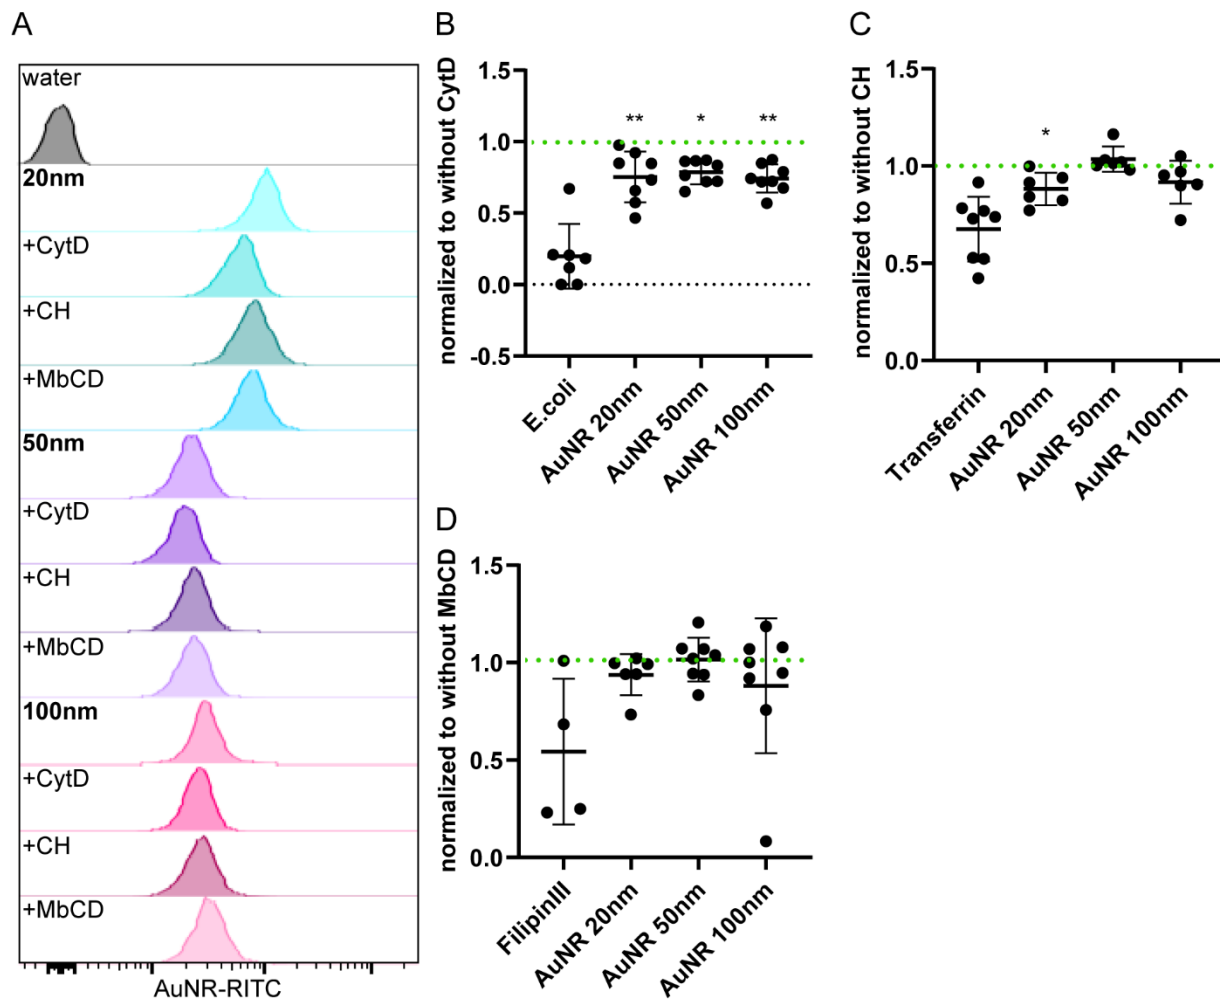 A
water
20nm
+CytD
+CH
+MbCD
50nm
+CytD
+CH
+MbCD
100nm
+CytD
+CH
+MbCD
AuNR-RITC
B
normalized to without CytD
1.5
1.0
0.5
0.0
-0.5
**
*
**
E.coli
AuNR 20nm
AuNR 50nm
AuNR 100nm
C
normalized to without CH
1.5
1.0
0.5
0.0
*
Transferrin
AuNR 20nm
AuNR 50nm
AuNR 100nm
D
normalized to without MbCD
1.5
1.0
0.5
0.0
FilipinIII
AuNR 20nm
AuNR 50nm
AuNR 100nm